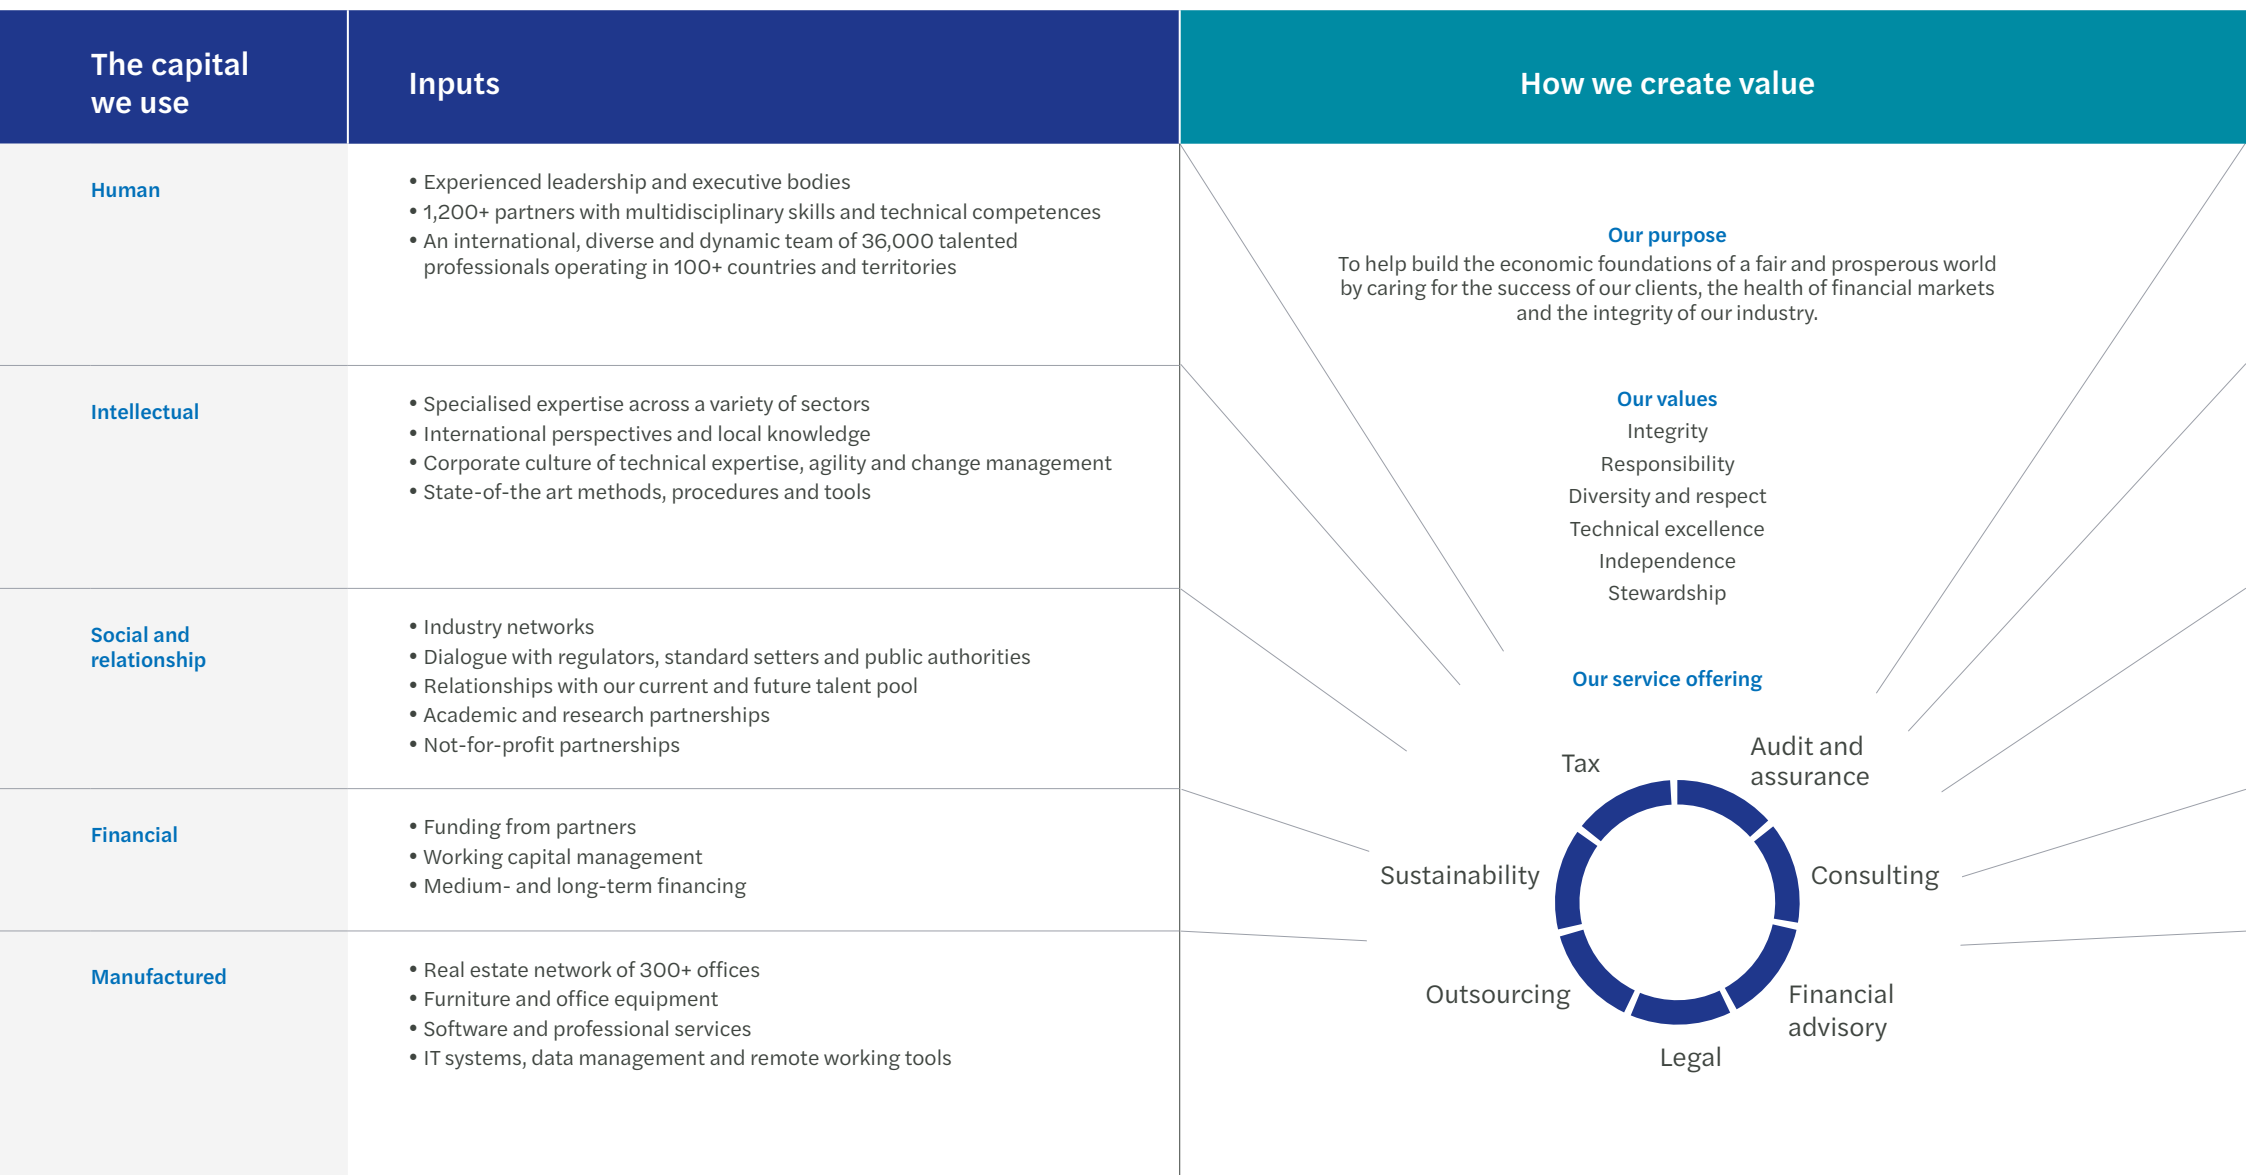 The capital
we use
Inputs
How we create value
Human
• Experienced leadership and executive bodies
• 1,200+ partners with multidisciplinary skills and technical competences
• An international, diverse and dynamic team of 36,000 talented
professionals operating in 100+ countries and territories
Intellectual
• Specialised expertise across a variety of sectors
• International perspectives and local knowledge
• Corporate culture of technical expertise, agility and change management
• State-of-the art methods, procedures and tools
Social and
relationship
• Industry networks
• Dialogue with regulators, standard setters and public authorities
• Relationships with our current and future talent pool
• Academic and research partnerships
• Not-for-profit partnerships
Financial
• Funding from partners
• Working capital management
• Medium- and long-term financing
Manufactured
• Real estate network of 300+ offices
• Furniture and office equipment
• Software and professional services
• IT systems, data management and remote working tools
Our purpose
To help build the economic foundations of a fair and prosperous world
by caring for the success of our clients, the health of financial markets
and the integrity of our industry.
Our values
Integrity
Responsibility
Diversity and respect
Technical excellence
Independence
Stewardship
Our service offering
Tax
Audit and
assurance
Sustainability
Consulting
Outsourcing
Financial
advisory
Legal